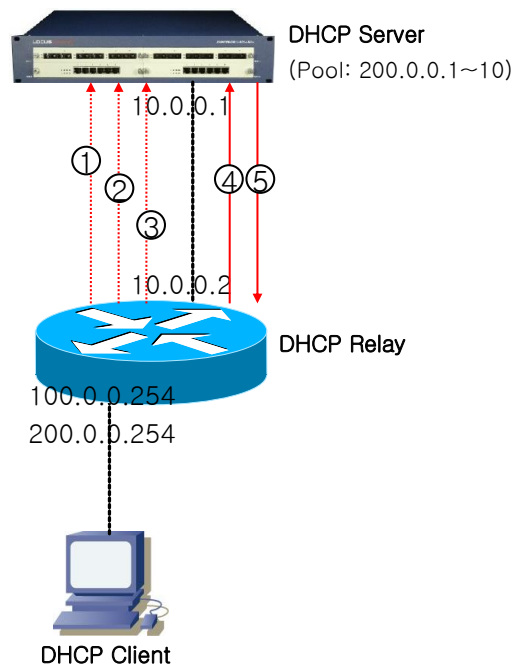 LOCUS
DHCP Server
(Pool: 200.0.0.1~10)
10.0.0.1
①
②
③
④
⑤
10.0.0.2
DHCP Relay
100.0.0.254
200.0.0.254
DHCP Client